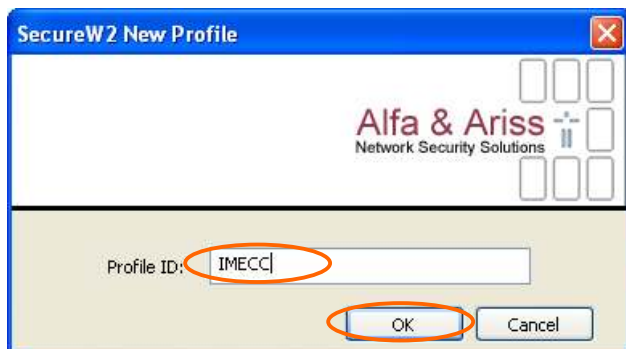 SecureW2 New Profile
Alfa & Ariss
Network Security Solutions
Profile ID: IMECC
OK Cancel